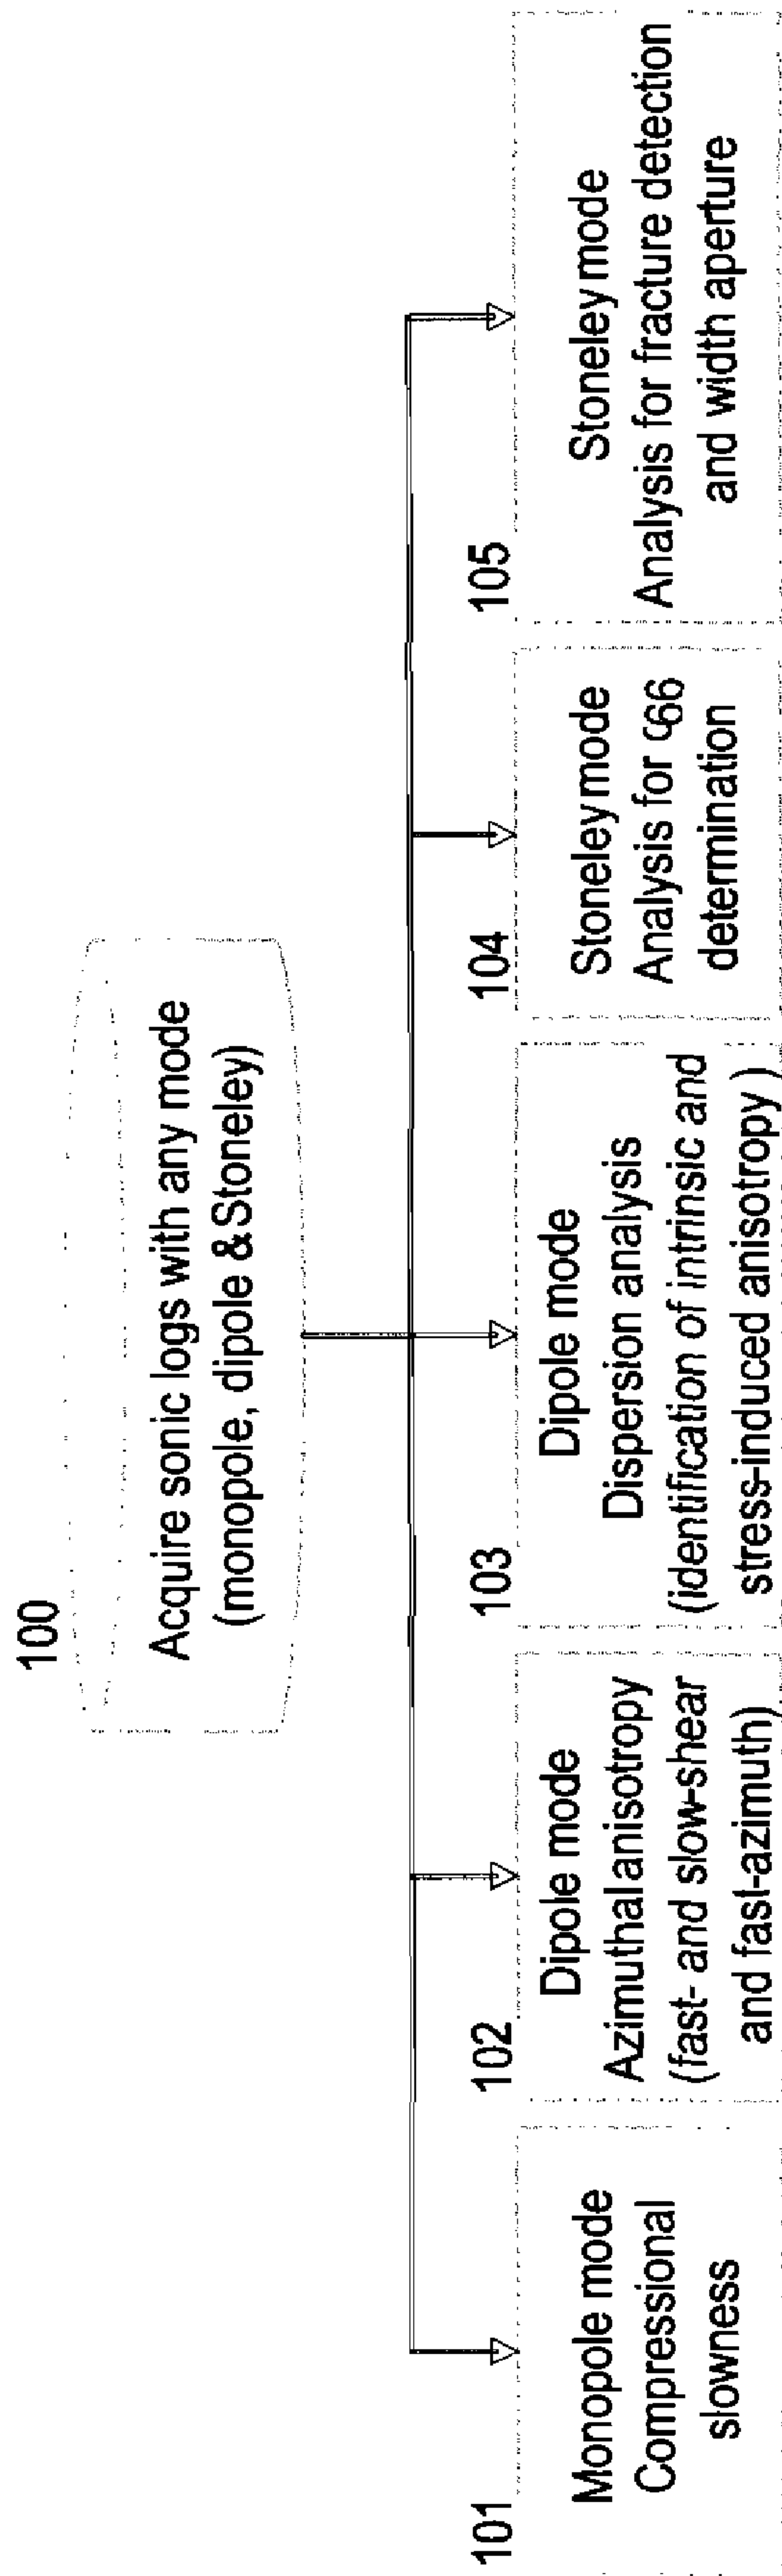 100
Acquire sonic logs with any mode
(monopole, dipole & Stoneley)
101
Monopole mode
Compressional
slowness
102
Dipole mode
Azimuthal anisotropy
(fast- and slow-shear
and fast-azimuth)
103
Dipole mode
Dispersion analysis
(identification of intrinsic and
stress-induced anisotropy )
104
Stoneley mode
Analysis for c66
determination
105
Stoneley mode
Analysis for fracture detection
and width aperture